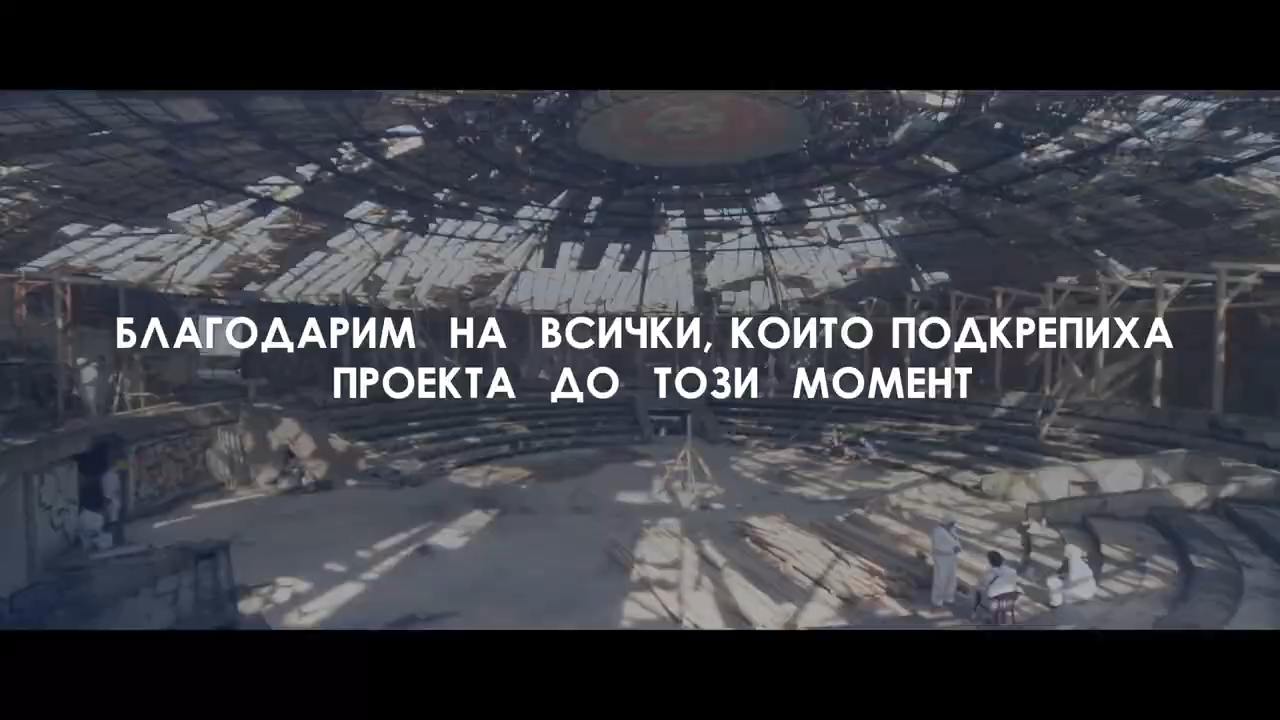 БЛАГОДАРИМ НА ВСИЧКИ, КОИТО ПОДКРЕПИХА
ПРОЕКТА ДО ТОЗИ МОМЕНТ